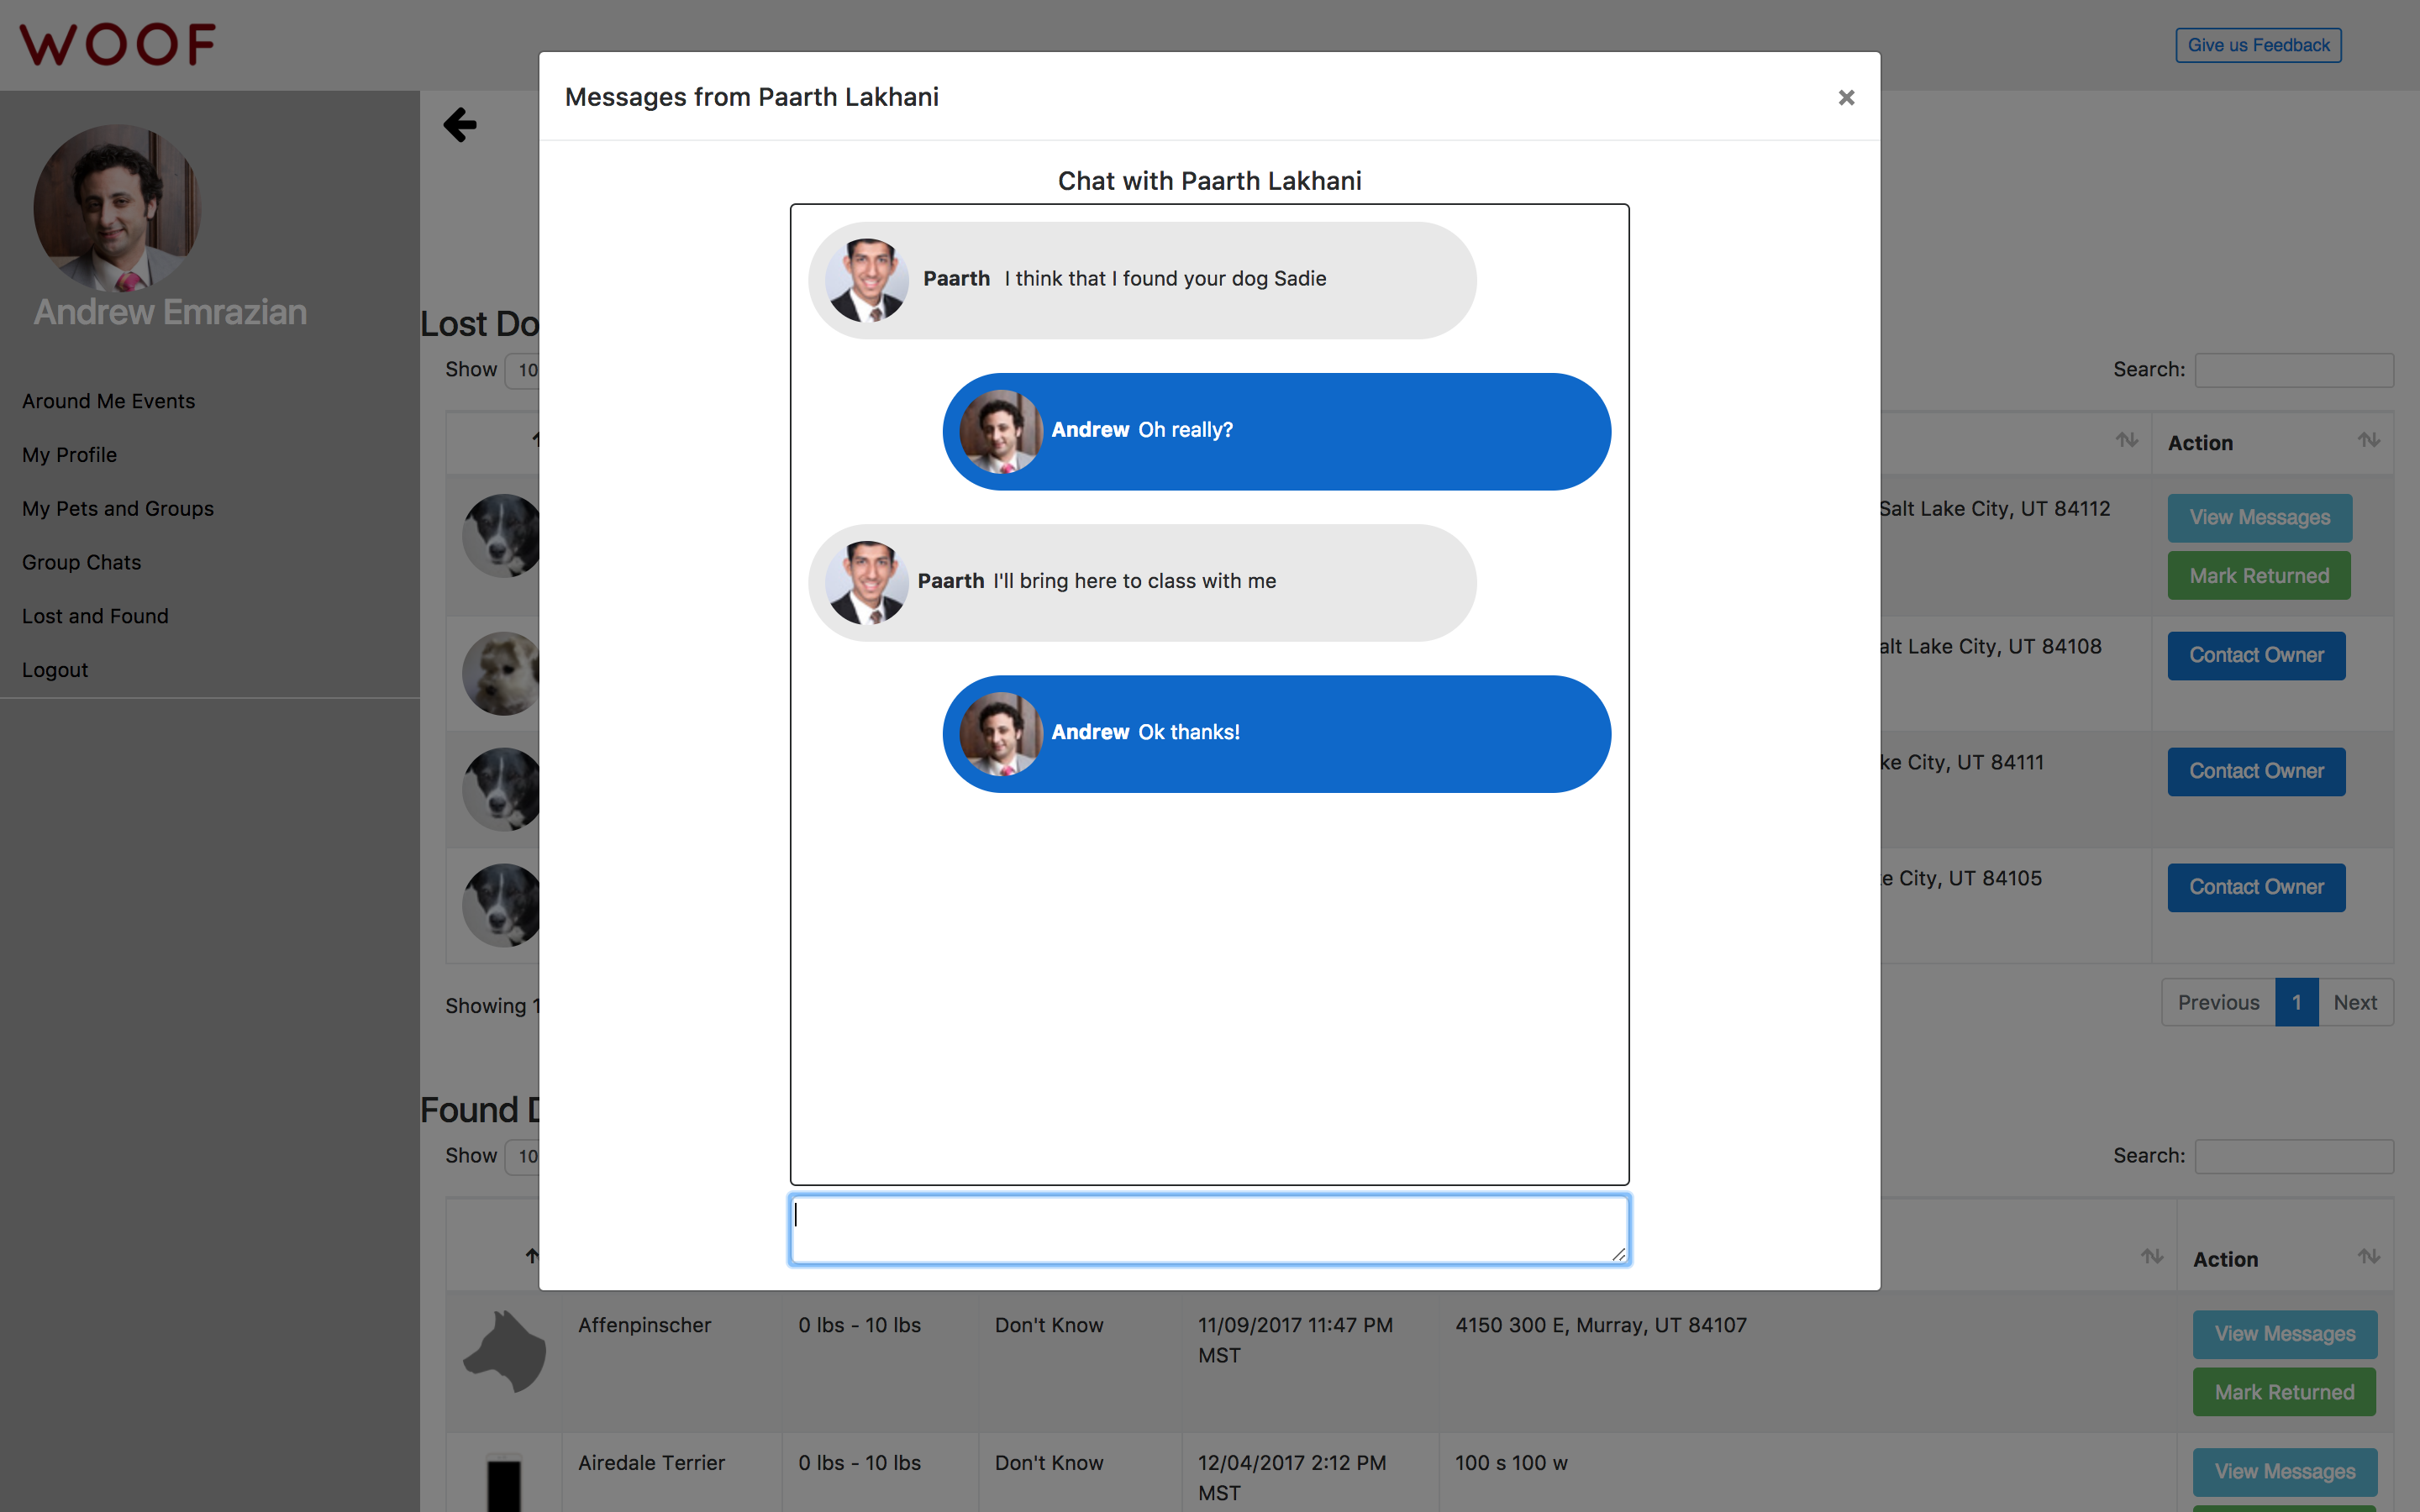 WOOF
Give us Feedback
Andrew Emrazian
Around Me Events
My Profile
My Pets and Groups
Group Chats
Lost and Found
Logout
Messages from Paarth Lakhani
×
Chat with Paarth Lakhani
Paarth I think that I found your dog Sadie
Andrew Oh really?
Paarth I'll bring here to class with me
Andrew Ok thanks!
Lost Do
Show 10
Search:
Action
Salt Lake City, UT 84112
View Messages
Mark Returned
alt Lake City, UT 84108
Contact Owner
ke City, UT 84111
Contact Owner
e City, UT 84105
Contact Owner
Showing 1
Previous 1 Next
Found D
Show 10
Search:
Action
Affenpinscher 0 lbs - 10 lbs Don't Know 11/09/2017 11:47 PM 4150 300 E, Murray, UT 84107
MST
View Messages
Mark Returned
Airedale Terrier 0 lbs - 10 lbs Don't Know 12/04/2017 2:12 PM 100 s 100 w
MST
View Messages